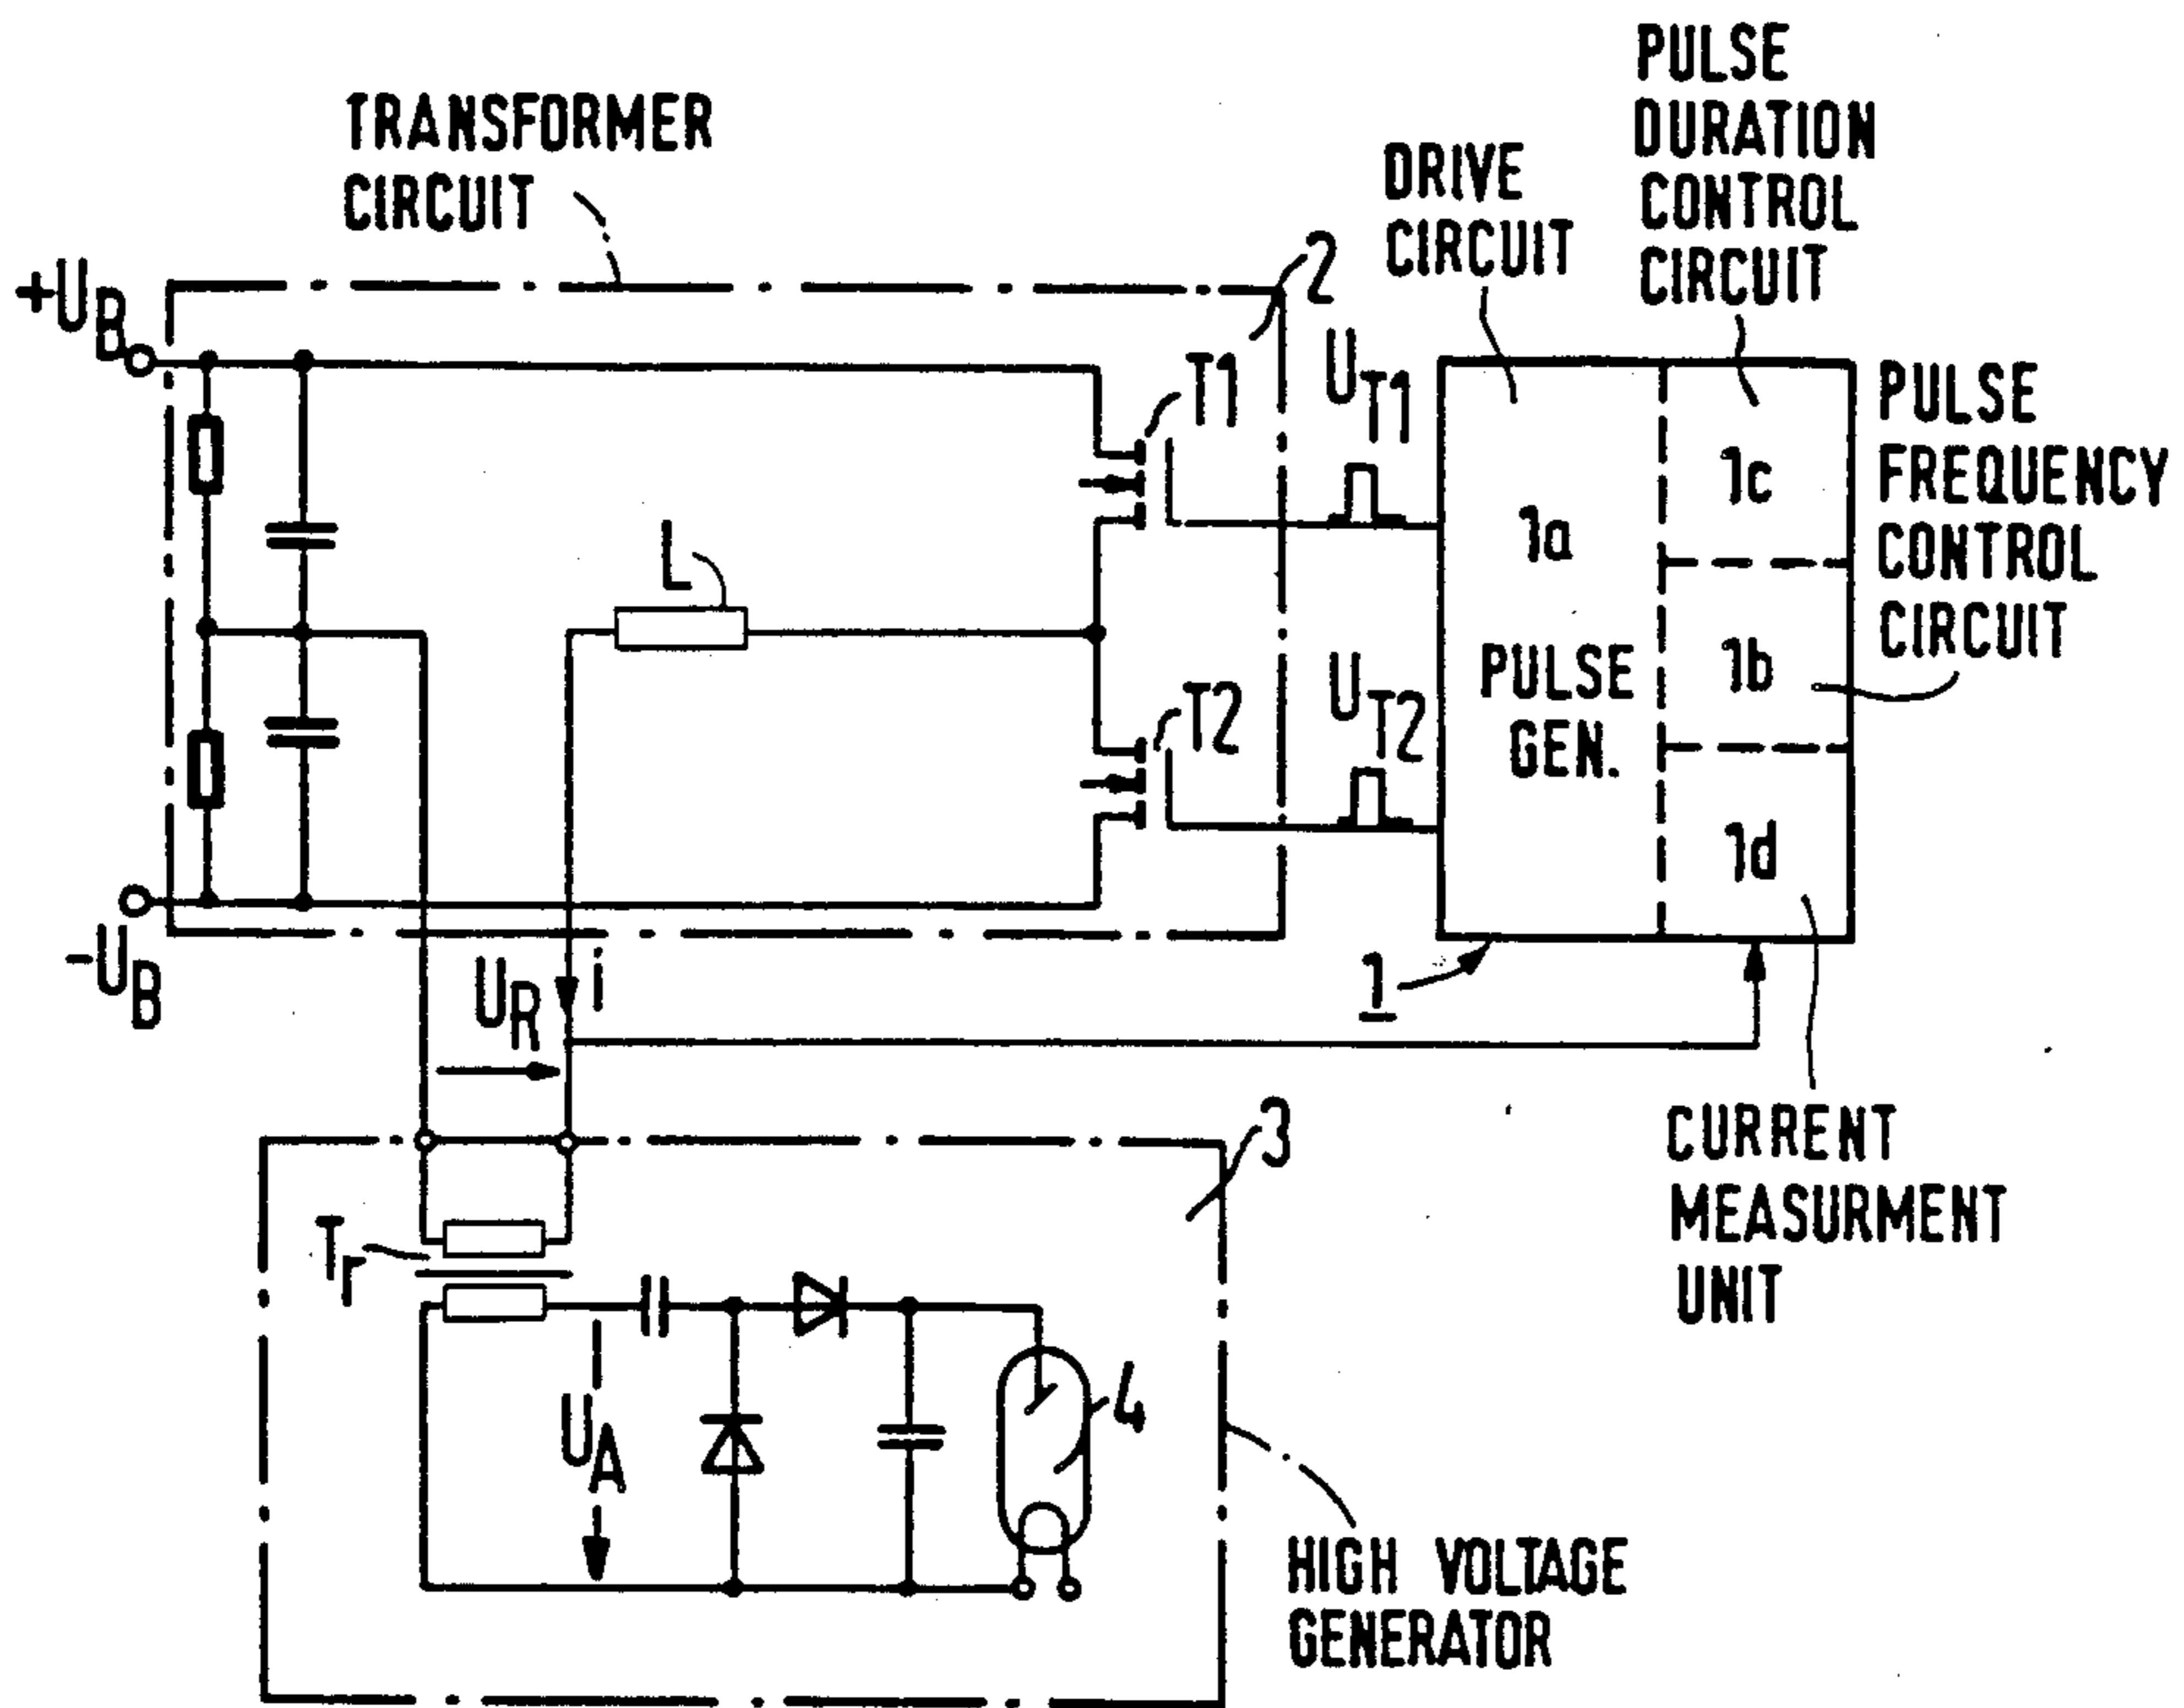 PULSE
DURATION
CONTROL
CIRCUIT
TRANSFORMER
CIRCUIT
DRIVE
CIRCUIT
2
+UB
T1
UT1
PULSE
FREQUENCY
CONTROL
CIRCUIT
1c
1a
L
1b
PULSE
GEN.
T2
UT2
1d
-UB
UR
i
1
3
CURRENT
MEASURMENT
UNIT
Tr
UA
4
HIGH VOLTAGE
GENERATOR